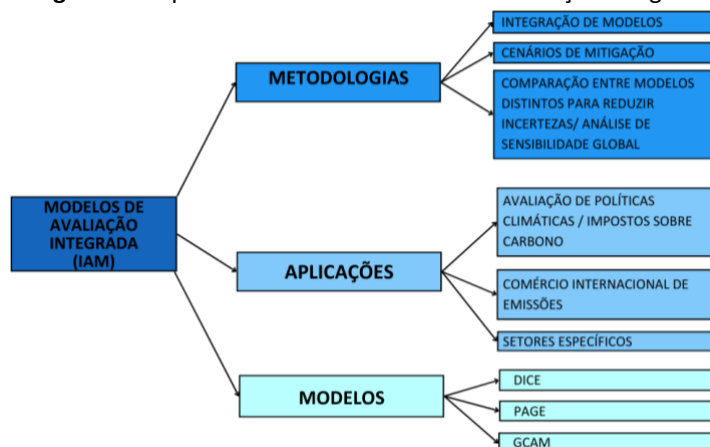 INTEGRAÇÃO DE MODELOS
CENÁRIOS DE MITIGAÇÃO
METODOLOGIAS
COMPARAÇÃO ENTRE MODELOS
DISTINTOS PARA REDUZIR
INCERTEZAS/ ANÁLISE DE
SENSIBILIDADE GLOBAL
MODELOS DE
AVALIAÇÃO
INTEGRADA
(IAM)
AVALIAÇÃO DE POLÍTICAS
CLIMÁTICAS / IMPOSTOS SOBRE
CARBONO
APLICAÇÕES
COMÉRCIO INTERNACIONAL DE
EMISSÕES
SETORES ESPECÍFICOS
MODELOS
DICE
PAGE
GCAM